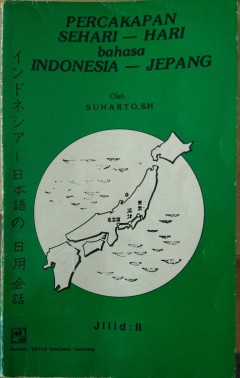 PERCAKAPAN
SEHARI — HARI
bahasa
INDONESIA — JEPANG
Oleh
SUHARTO, SH
インドネシアー日本語の日用会話
Jilid : II